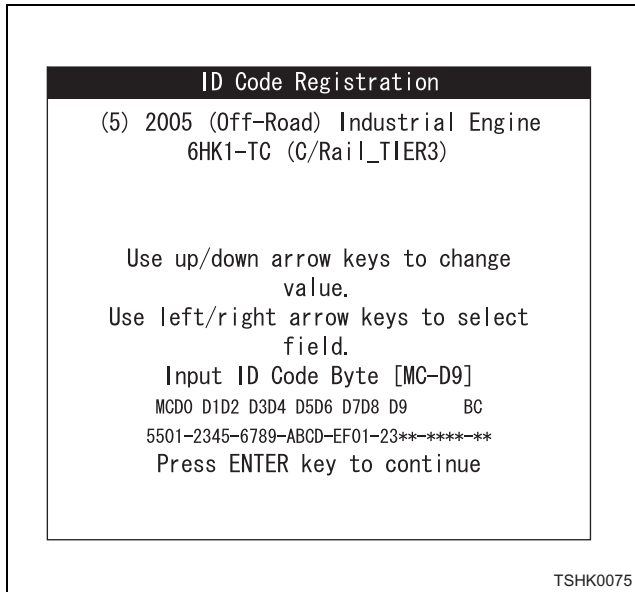 ID Code Registration
(5) 2005 (Off-Road) Industrial Engine
6HK1-TC (C/Rail_TIER3)
Use up/down arrow keys to change
value.
Use left/right arrow keys to select
field.
Input ID Code Byte [MC-D9]
MCD0 D1D2 D3D4 D5D6 D7D8 D9 BC
5501-2345-6789-ABCD-EF01-23**-****-**
Press ENTER key to continue
TSHK0075